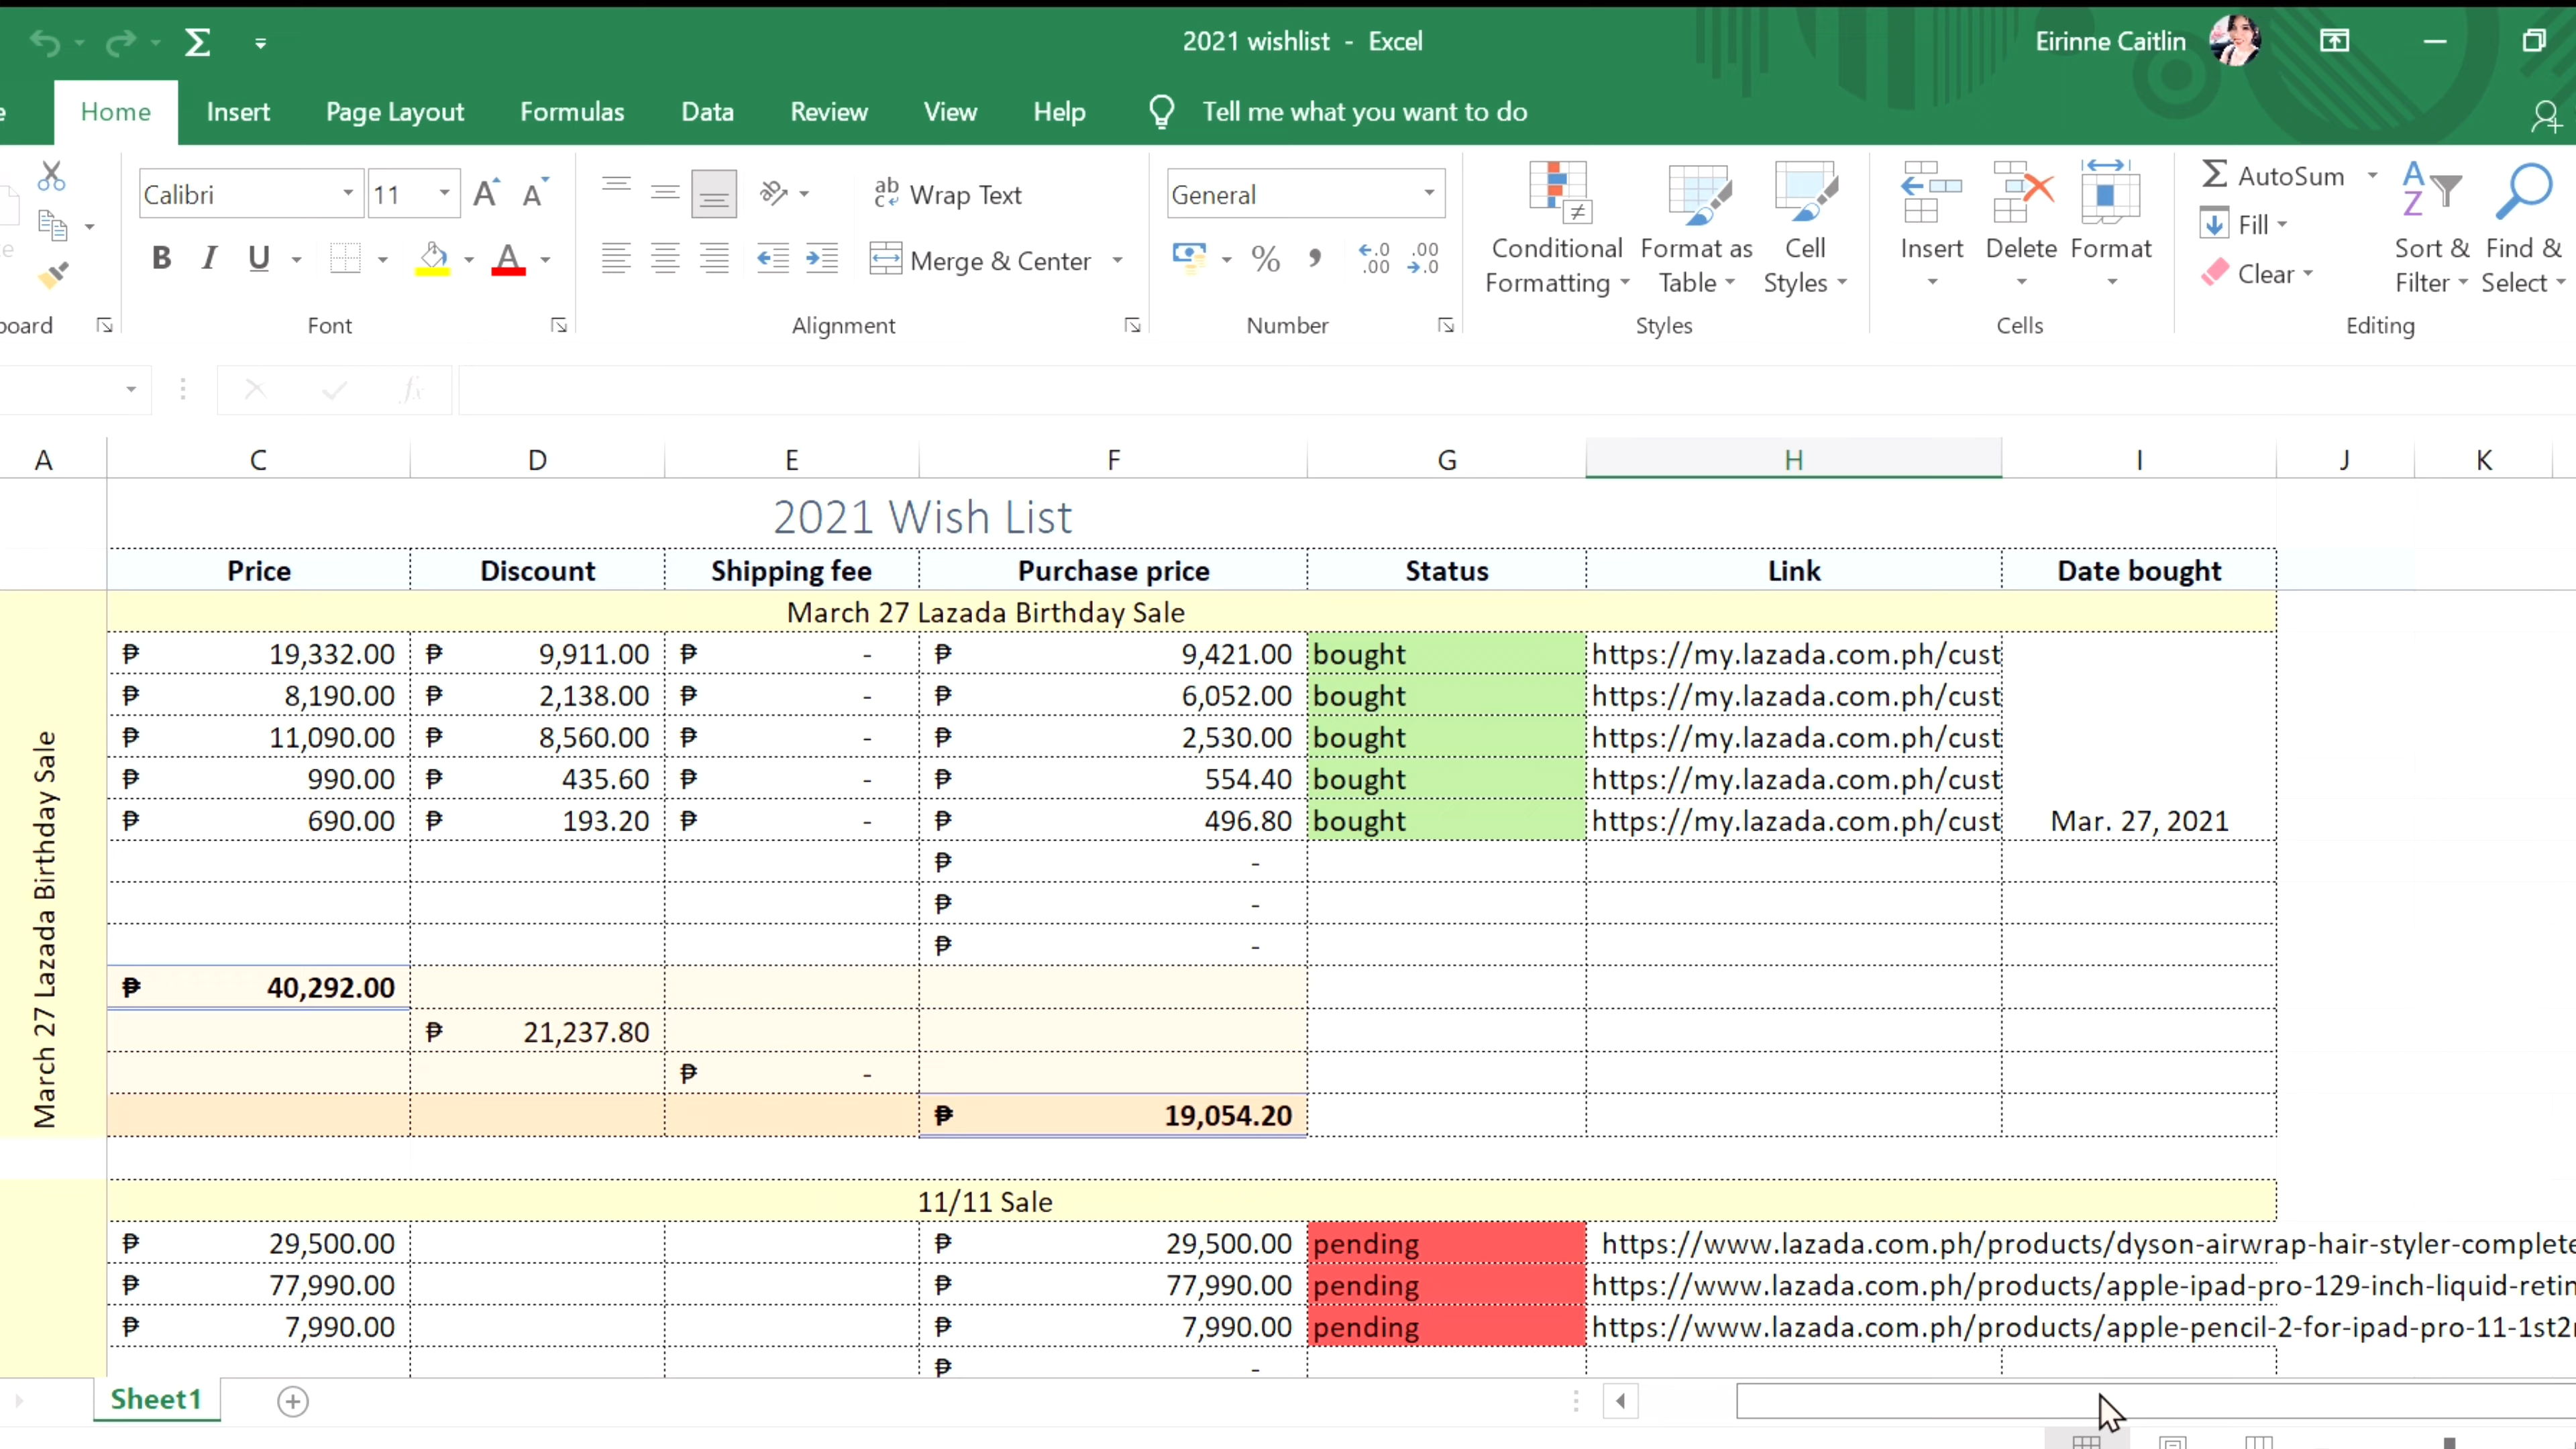 2021 wishlist - Excel
Eirinne Caitlin
Home Insert Page Layout Formulas Data Review View Help Tell me what you want to do
Calibri 11 Wrap Text General AutoSum
Fill
B I U A Merge & Center % Conditional Formatting Format as Table Cell Styles Insert Delete Format Clear Sort & Filter Find & Select
Font Alignment Number Styles Cells Editing
A C D E F G H I J K
2021 Wish List
Price Discount Shipping fee Purchase price Status Link Date bought
March 27 Lazada Birthday Sale
March 27 Lazada Birthday Sale
₱ 19,332.00 ₱ 9,911.00 ₱ - ₱ 9,421.00 bought https://my.lazada.com.ph/cust
₱ 8,190.00 ₱ 2,138.00 ₱ - ₱ 6,052.00 bought https://my.lazada.com.ph/cust
₱ 11,090.00 ₱ 8,560.00 ₱ - ₱ 2,530.00 bought https://my.lazada.com.ph/cust
₱ 990.00 ₱ 435.60 ₱ - ₱ 554.40 bought https://my.lazada.com.ph/cust
₱ 690.00 ₱ 193.20 ₱ - ₱ 496.80 bought https://my.lazada.com.ph/cust Mar. 27, 2021
₱ -
₱ -
₱ -
₱ 40,292.00
₱ 21,237.80
₱ -
₱ 19,054.20
11/11 Sale
₱ 29,500.00 ₱ 29,500.00 pending https://www.lazada.com.ph/products/dyson-airwrap-hair-styler-complete
₱ 77,990.00 ₱ 77,990.00 pending https://www.lazada.com.ph/products/apple-ipad-pro-129-inch-liquid-retin
₱ 7,990.00 ₱ 7,990.00 pending https://www.lazada.com.ph/products/apple-pencil-2-for-ipad-pro-11-1st2
₱ -
Sheet1